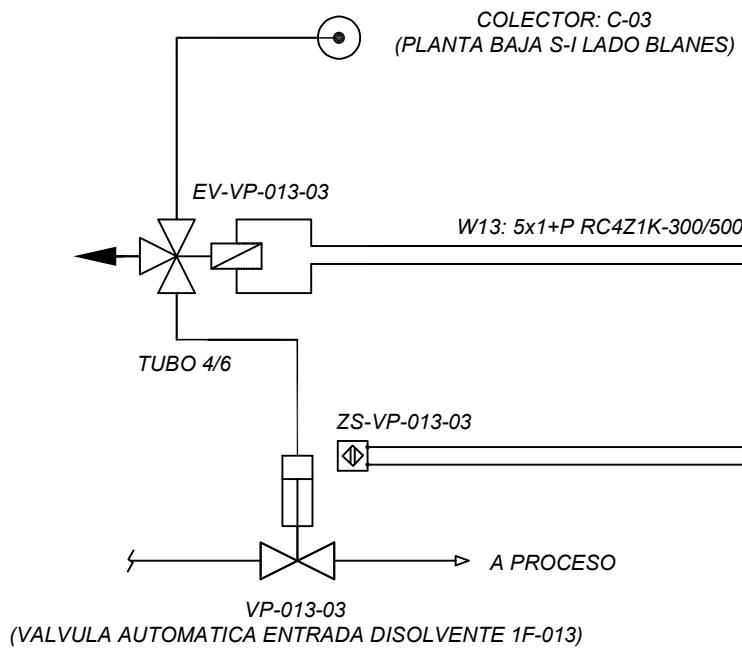 COLECTOR: C-03
(PLANTA BAJA S-I LADO BLANES)
EV-VP-013-03
W13: 5x1+P RC4Z1K-300/500
TUBO 4/6
ZS-VP-013-03
A PROCESO
VP-013-03
(VALVULA AUTOMATICA ENTRADA DISOLVENTE 1F-013)